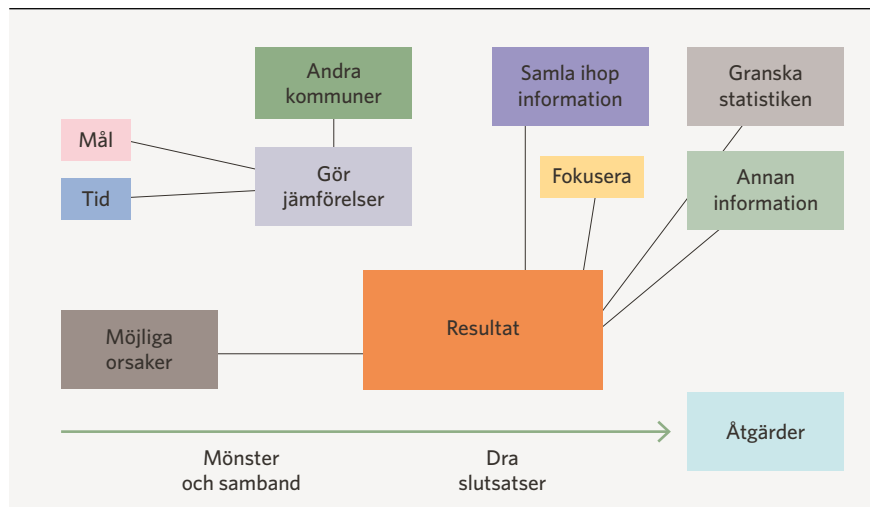 Andra
kommuner
Samla ihop
information
Granska
statistiken
Mål
Tid
Gör
jämförelser
Fokusera
Annan
information
Möjliga
orsaker
Resultat
Åtgärder
Mönster
och samband
Dra
slutsatser